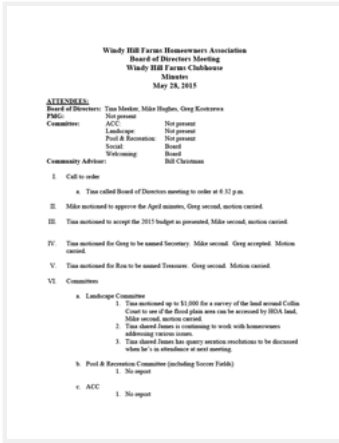 Windy Hill Farms Homeowners Association
Board of Directors Meeting
Windy Hill Farms Clubhouse
Minutes
May 28, 2015
ATTENDEES:
Board of Directors: Tina Meeker, Mike Hughes, Greg Kostrzewa
PMG: Not present
Committee: ACC: Not present
Landscape: Not present
Pool & Recreation: Not present
Social: Board
Welcoming: Board
Community Advisor: Bill Christman
I. Call to order
a. Tina called Board of Directors meeting to order at 6:32 p.m.
II. Mike motioned to approve the April minutes, Greg second, motion carried.
III. Tina motioned to accept the 2015 budget as presented, Mike second, motion carried.
IV. Tina motioned for Greg to be named Secretary. Mike second. Greg accepted. Motion
carried.
V. Tina motioned for Ron to be named Treasurer. Greg second. Motion carried.
VI. Committees
a. Landscape Committee
1. Tina motioned up to $1,000 for a survey of the land around Collin
Court to see if the flood plain area can be accessed by HOA land,
Mike second, motion carried.
2. Tina shared James is continuing to work with homeowners
addressing various issues.
3. Tina shared James has quarry aeration resolutions to be discussed
when he's in attendance at next meeting.
b. Pool & Recreation Committee (including Soccer Fields)
1. No report
c. ACC
1. No report